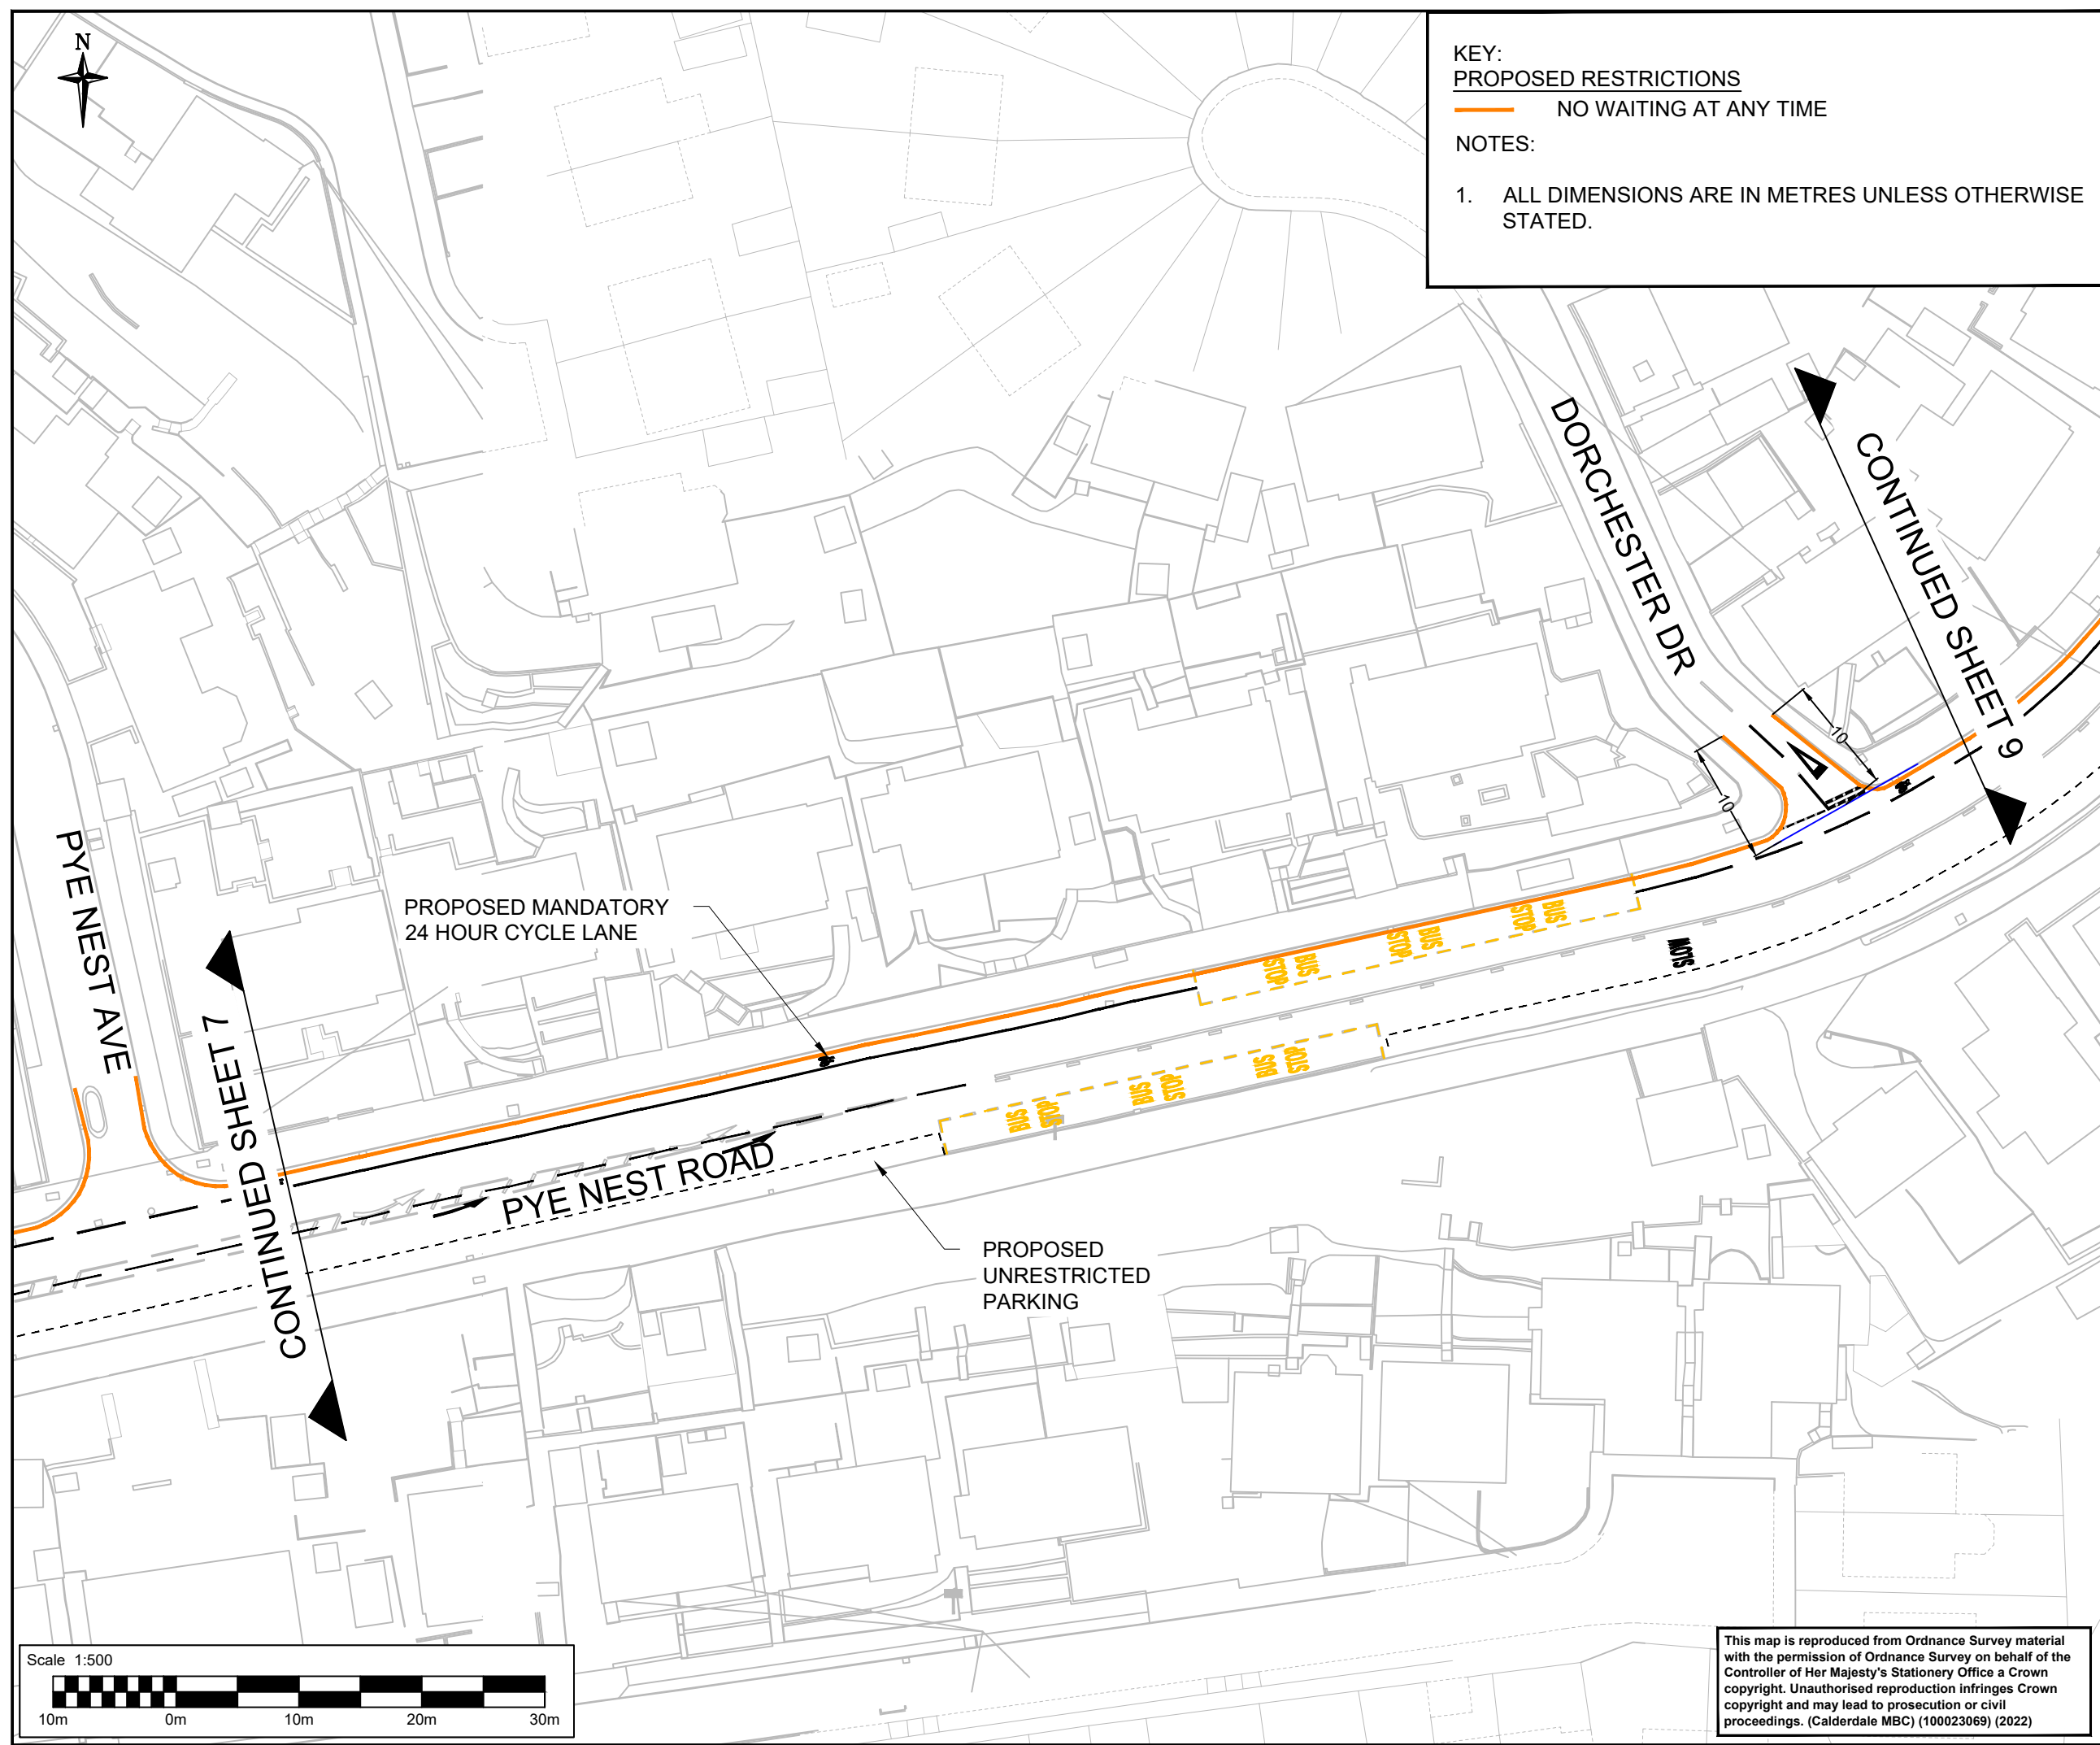 N
KEY:
PROPOSED RESTRICTIONS
NO WAITING AT ANY TIME
NOTES:
1. ALL DIMENSIONS ARE IN METRES UNLESS OTHERWISE
STATED.
DORCHESTER DR
CONTINUED SHEET 9
10
10
PYE NEST AVE
CONTINUED SHEET 7
PROPOSED MANDATORY
24 HOUR CYCLE LANE
BUS
STOP
BUS
STOP
BUS
STOP
SLOW
BUS
STOP
BUS
STOP
BUS
STOP
PYE NEST ROAD
PROPOSED
UNRESTRICTED
PARKING
Scale 1:500
10m 0m 10m 20m 30m
This map is reproduced from Ordnance Survey material
with the permission of Ordnance Survey on behalf of the
Controller of Her Majesty's Stationery Office a Crown
copyright. Unauthorised reproduction infringes Crown
copyright and may lead to prosecution or civil
proceedings. (Calderdale MBC) (100023069) (2022)